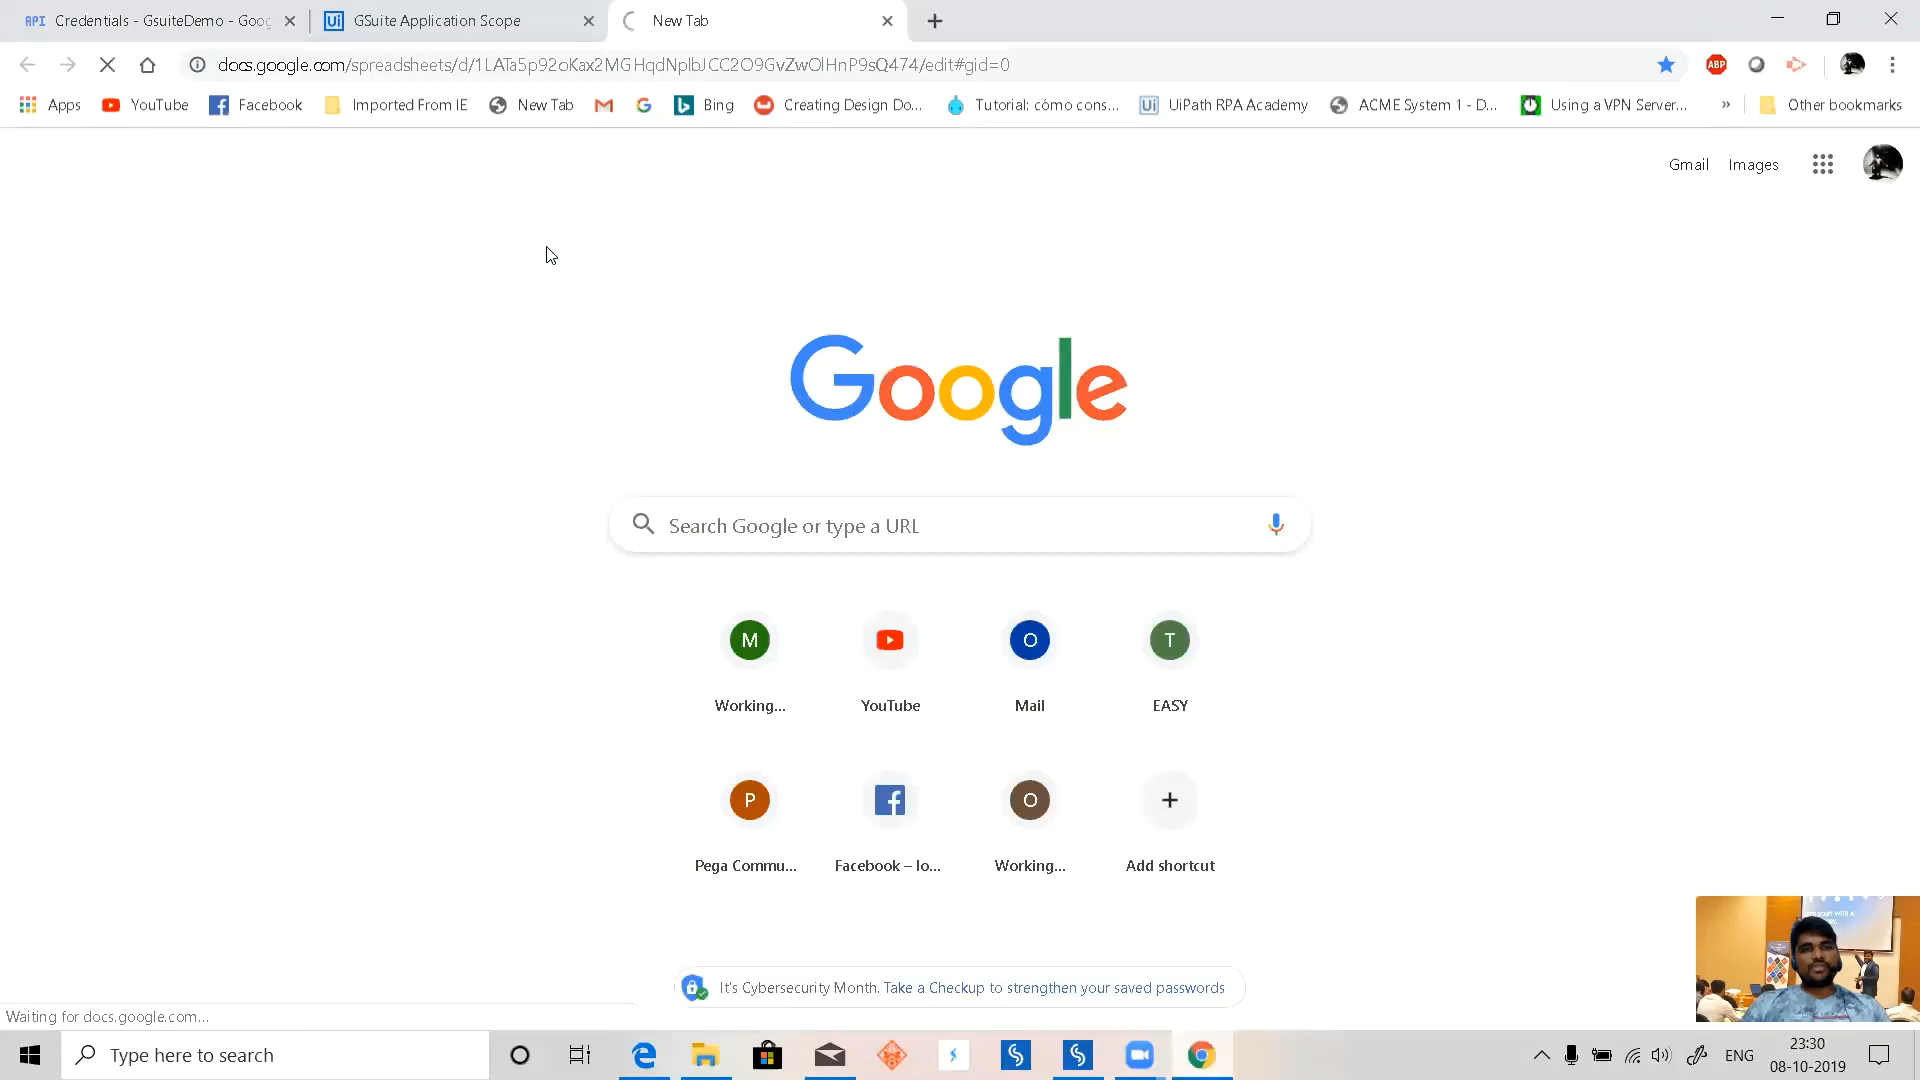 API Credentials - GsuiteDemo - Goog
Ui GSuite Application Scope
New Tab
docs.google.com/spreadsheets/d/1LATa5p92oKax2MGHqdNplbJCC2O9GvZwOlHnP9sQ474/edit#gid=0
ABP
Apps YouTube Facebook Imported From IE New Tab Bing Creating Design Do... Tutorial: cómo cons... Ui UiPath RPA Academy ACME System 1 - D... Using a VPN Server... » Other bookmarks
Gmail Images
Google
Search Google or type a URL
M O T
Working... YouTube Mail EASY
P O
Pega Commu... Facebook – lo... Working... Add shortcut
It's Cybersecurity Month. Take a Checkup to strengthen your saved passwords
Waiting for docs.google.com...
Type here to search
ENG
23:30
08-10-2019